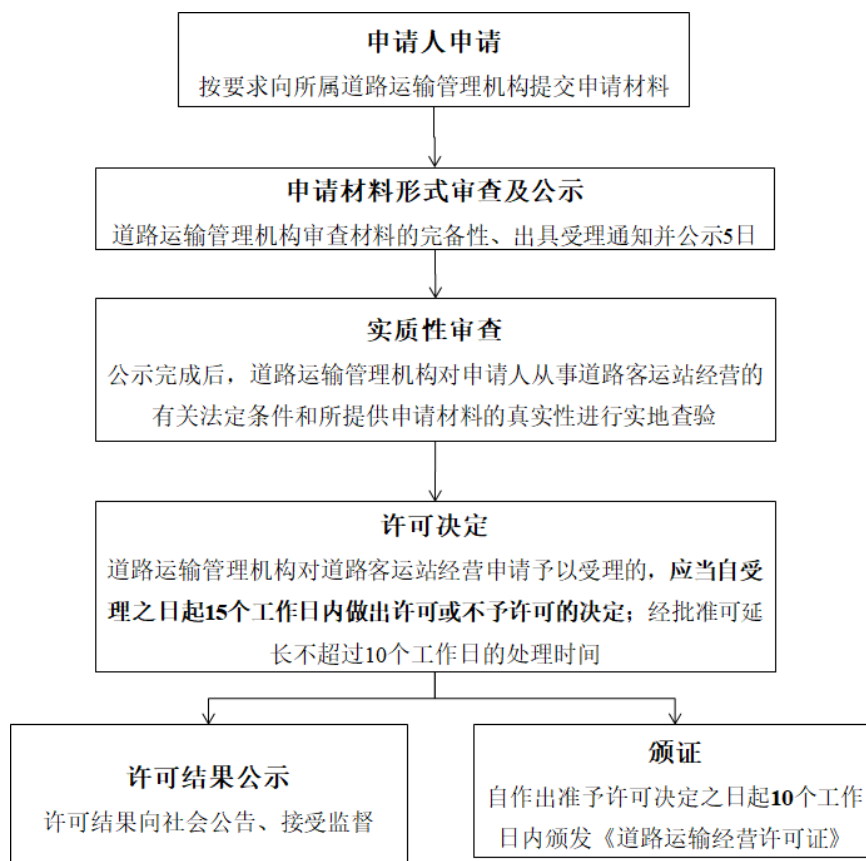 申请人申请
按要求向所属道路运输管理机构提交申请材料
申请材料形式审查及公示
道路运输管理机构审查材料的完备性、出具受理通知并公示5日
实质性审查
公示完成后，道路运输管理机构对申请人从事道路客运站经营的
有关法定条件和所提供申请材料的真实性进行实地查验
许可决定
道路运输管理机构对道路客运站经营申请予以受理的，应当自受
理之日起15个工作日内做出许可或不予许可的决定；经批准可延
长不超过10个工作日的处理时间
许可结果公示
许可结果向社会公告、接受监督
颁证
自作出准予许可决定之日起10个工作
日内颁发《道路运输经营许可证》